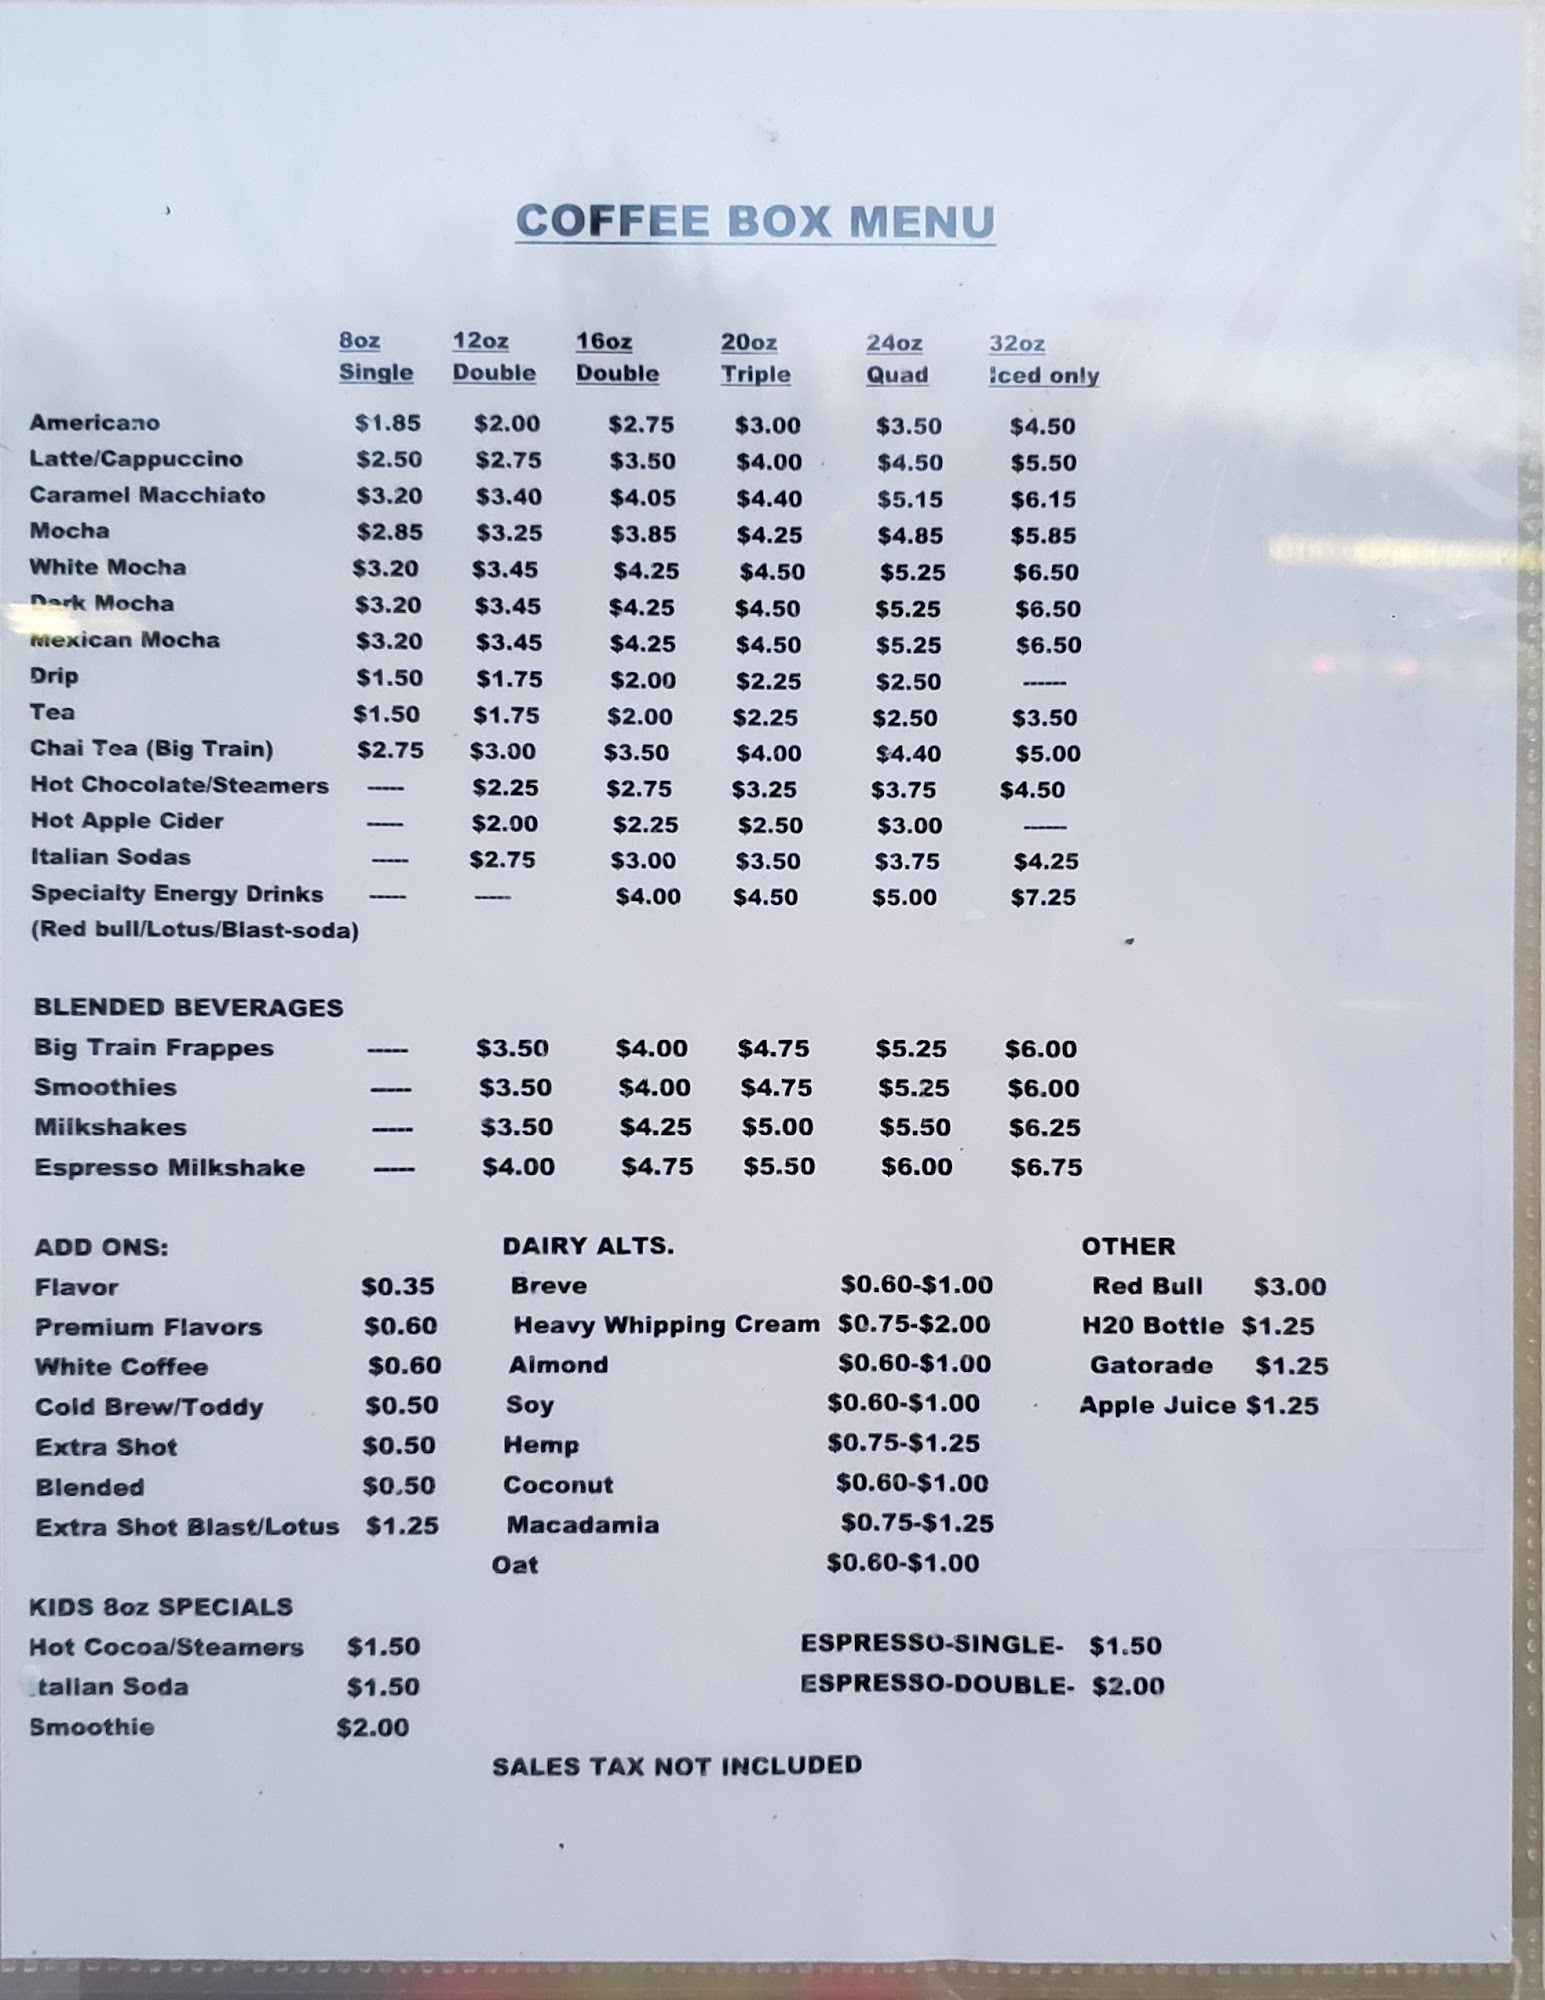 COFFEE BOX MENU
8oz 12oz 16oz 20oz 24oz 32oz
Single Double Double Triple Quad Iced only
Americano $1.85 $2.00 $2.75 $3.00 $3.50 $4.50
Latte/Cappuccino $2.50 $2.75 $3.50 $4.00 $4.50 $5.50
Caramel Macchiato $3.20 $3.40 $4.05 $4.40 $5.15 $6.15
Mocha $2.85 $3.25 $3.85 $4.25 $4.85 $5.85
White Mocha $3.20 $3.45 $4.25 $4.50 $5.25 $6.50
Dark Mocha $3.20 $3.45 $4.25 $4.50 $5.25 $6.50
Mexican Mocha $3.20 $3.45 $4.25 $4.50 $5.25 $6.50
Drip $1.50 $1.75 $2.00 $2.25 $2.50 ------
Tea $1.50 $1.75 $2.00 $2.25 $2.50 $3.50
Chai Tea (Big Train) $2.75 $3.00 $3.50 $4.00 $4.40 $5.00
Hot Chocolate/Steamers ----- $2.25 $2.75 $3.25 $3.75 $4.50
Hot Apple Cider ----- $2.00 $2.25 $2.50 $3.00 ------
Italian Sodas ----- $2.75 $3.00 $3.50 $3.75 $4.25
Specialty Energy Drinks ----- ----- $4.00 $4.50 $5.00 $7.25
(Red bull/Lotus/Blast-soda)
BLENDED BEVERAGES
Big Train Frappes ----- $3.50 $4.00 $4.75 $5.25 $6.00
Smoothies ----- $3.50 $4.00 $4.75 $5.25 $6.00
Milkshakes ----- $3.50 $4.25 $5.00 $5.50 $6.25
Espresso Milkshake ----- $4.00 $4.75 $5.50 $6.00 $6.75
ADD ONS: DAIRY ALTS. OTHER
Flavor $0.35 Breve $0.60-$1.00 Red Bull $3.00
Premium Flavors $0.60 Heavy Whipping Cream $0.75-$2.00 H20 Bottle $1.25
White Coffee $0.60 Almond $0.60-$1.00 Gatorade $1.25
Cold Brew/Toddy $0.50 Soy $0.60-$1.00 Apple Juice $1.25
Extra Shot $0.50 Hemp $0.75-$1.25
Blended $0.50 Coconut $0.60-$1.00
Extra Shot Blast/Lotus $1.25 Macadamia $0.75-$1.25
Oat $0.60-$1.00
KIDS 8oz SPECIALS
Hot Cocoa/Steamers $1.50 ESPRESSO-SINGLE- $1.50
Italian Soda $1.50 ESPRESSO-DOUBLE- $2.00
Smoothie $2.00
SALES TAX NOT INCLUDED